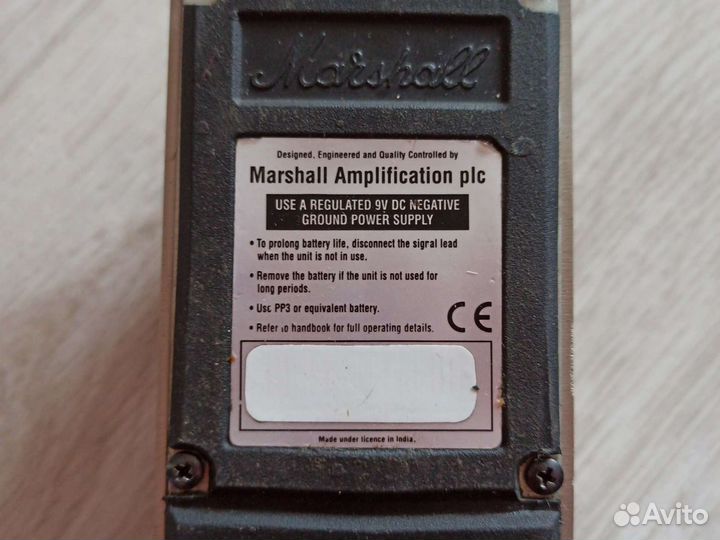 Marshall
Designed, Engineered and Quality Controlled by
Marshall Amplification plc
USE A REGULATED 9V DC NEGATIVE
GROUND POWER SUPPLY
• To prolong battery life, disconnect the signal lead
when the unit is not in use.
• Remove the battery if the unit is not used for
long periods.
• Use PP3 or equivalent battery.
• Refer to handbook for full operating details.
CE
Made under licence in India.
Avito